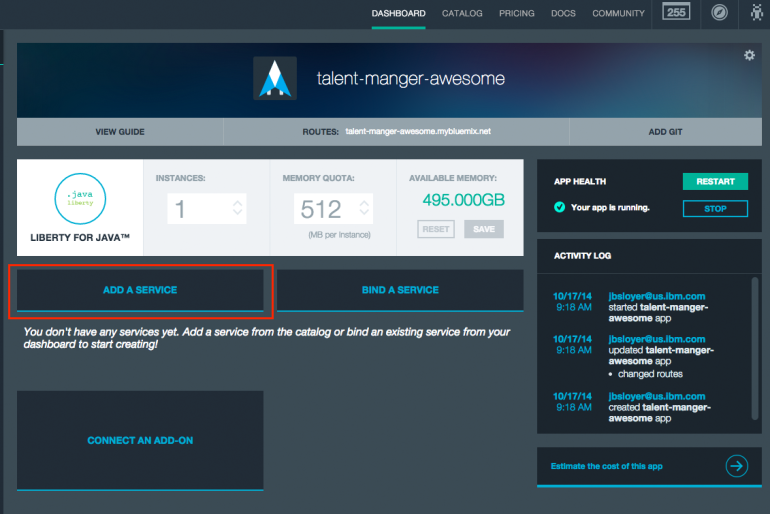 DASHBOARD CATALOG PRICING DOCS COMMUNITY 255
talent-manger-awesome
VIEW GUIDE ROUTES: talent-manger-awesome.mybluemix.net ADD GIT
.java
liberty
LIBERTY FOR JAVA™
INSTANCES:
1
MEMORY QUOTA:
512
(MB per Instance)
AVAILABLE MEMORY:
495.000GB
RESET SAVE
APP HEALTH RESTART
Your app is running. STOP
ADD A SERVICE BIND A SERVICE
You don't have any services yet. Add a service from the catalog or bind an existing service from your
dashboard to start creating!
CONNECT AN ADD-ON
ACTIVITY LOG
10/17/14 jbsloyer@us.ibm.com
9:18 AM started talent-manger-
awesome app
10/17/14 jbsloyer@us.ibm.com
9:18 AM updated talent-manger-
awesome app
• changed routes
10/17/14 jbsloyer@us.ibm.com
9:18 AM created talent-manger-
awesome app
Estimate the cost of this app